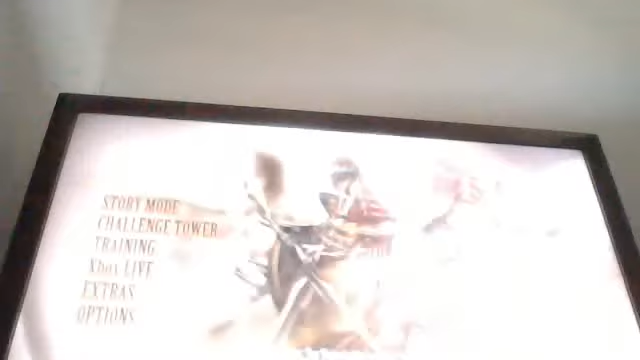 STORY MODE
CHALLENGE TOWER
TRAINING
Xbox LIVE
EXTRAS
OPTIONS